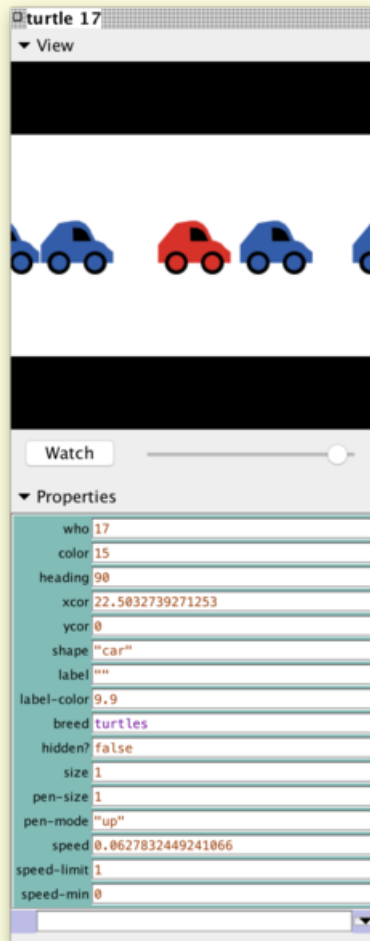 turtle 17
View
Watch
Properties
who 17
color 15
heading 90
xcor 22.5032739271253
ycor 0
shape "car"
label ""
label-color 9.9
breed turtles
hidden? false
size 1
pen-size 1
pen-mode "up"
speed 0.0627832449241066
speed-limit 1
speed-min 0